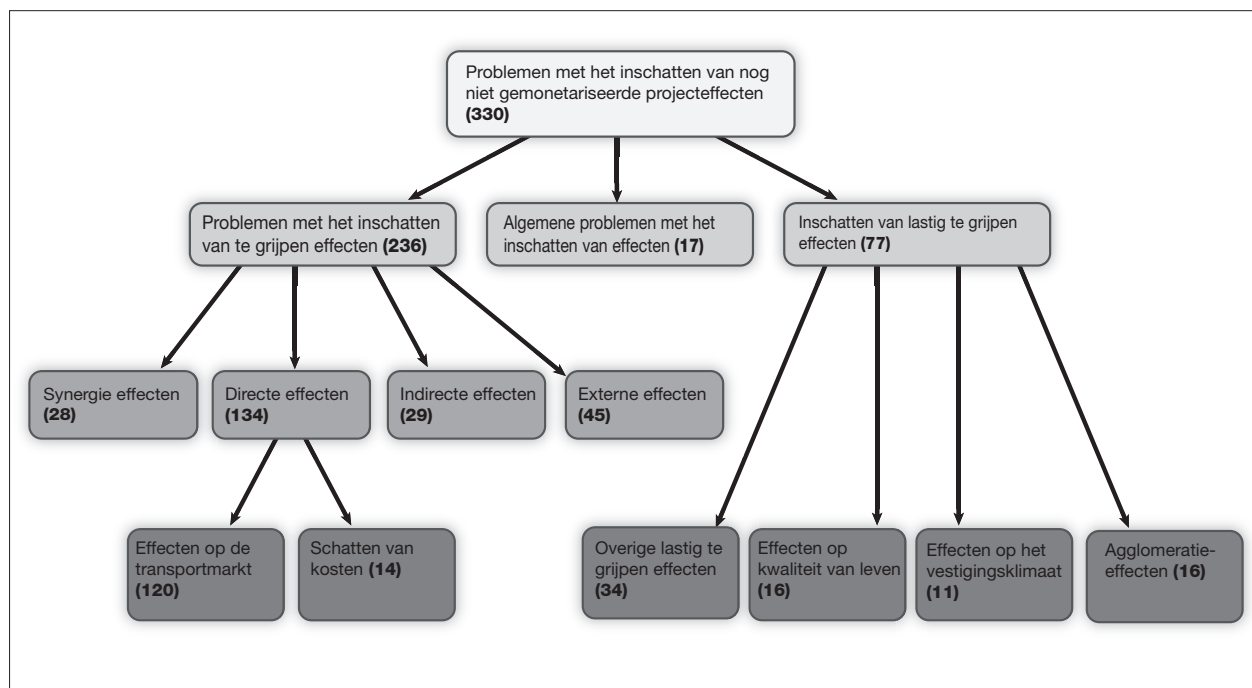 Problemen met het inschatten van nog
niet gemonetariseerde projecteffecten
(330)
Problemen met het inschatten
van te grijpen effecten (236)
Algemene problemen met het
inschatten van effecten (17)
Inschatten van lastig te grijpen
effecten (77)
Synergie effecten
(28)
Directe effecten
(134)
Indirecte effecten
(29)
Externe effecten
(45)
Effecten op de
transportmarkt
(120)
Schatten van
kosten (14)
Overige lastig te
grijpen effecten
(34)
Effecten op
kwaliteit van leven
(16)
Effecten op het
vestigingsklimaat
(11)
Agglomeratie-
effecten (16)